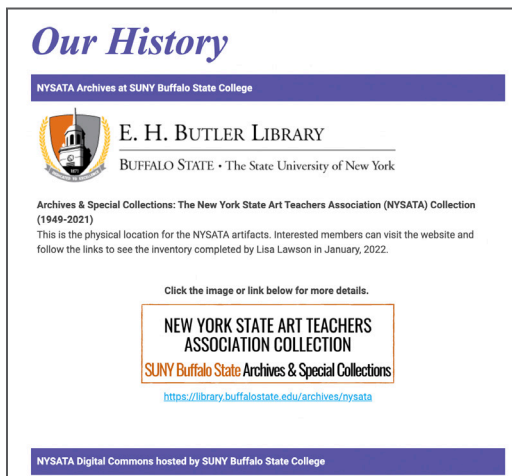 Our History
NYSATA Archives at SUNY Buffalo State College
1871
E. H. BUTLER LIBRARY
BUFFALO STATE • The State University of New York
Archives & Special Collections: The New York State Art Teachers Association (NYSATA) Collection
(1949-2021)
This is the physical location for the NYSATA artifacts. Interested members can visit the website and
follow the links to see the inventory completed by Lisa Lawson in January, 2022.
Click the image or link below for more details.
NEW YORK STATE ART TEACHERS
ASSOCIATION COLLECTION
SUNY Buffalo State Archives & Special Collections
https://library.buffalostate.edu/archives/nysata
NYSATA Digital Commons hosted by SUNY Buffalo State College